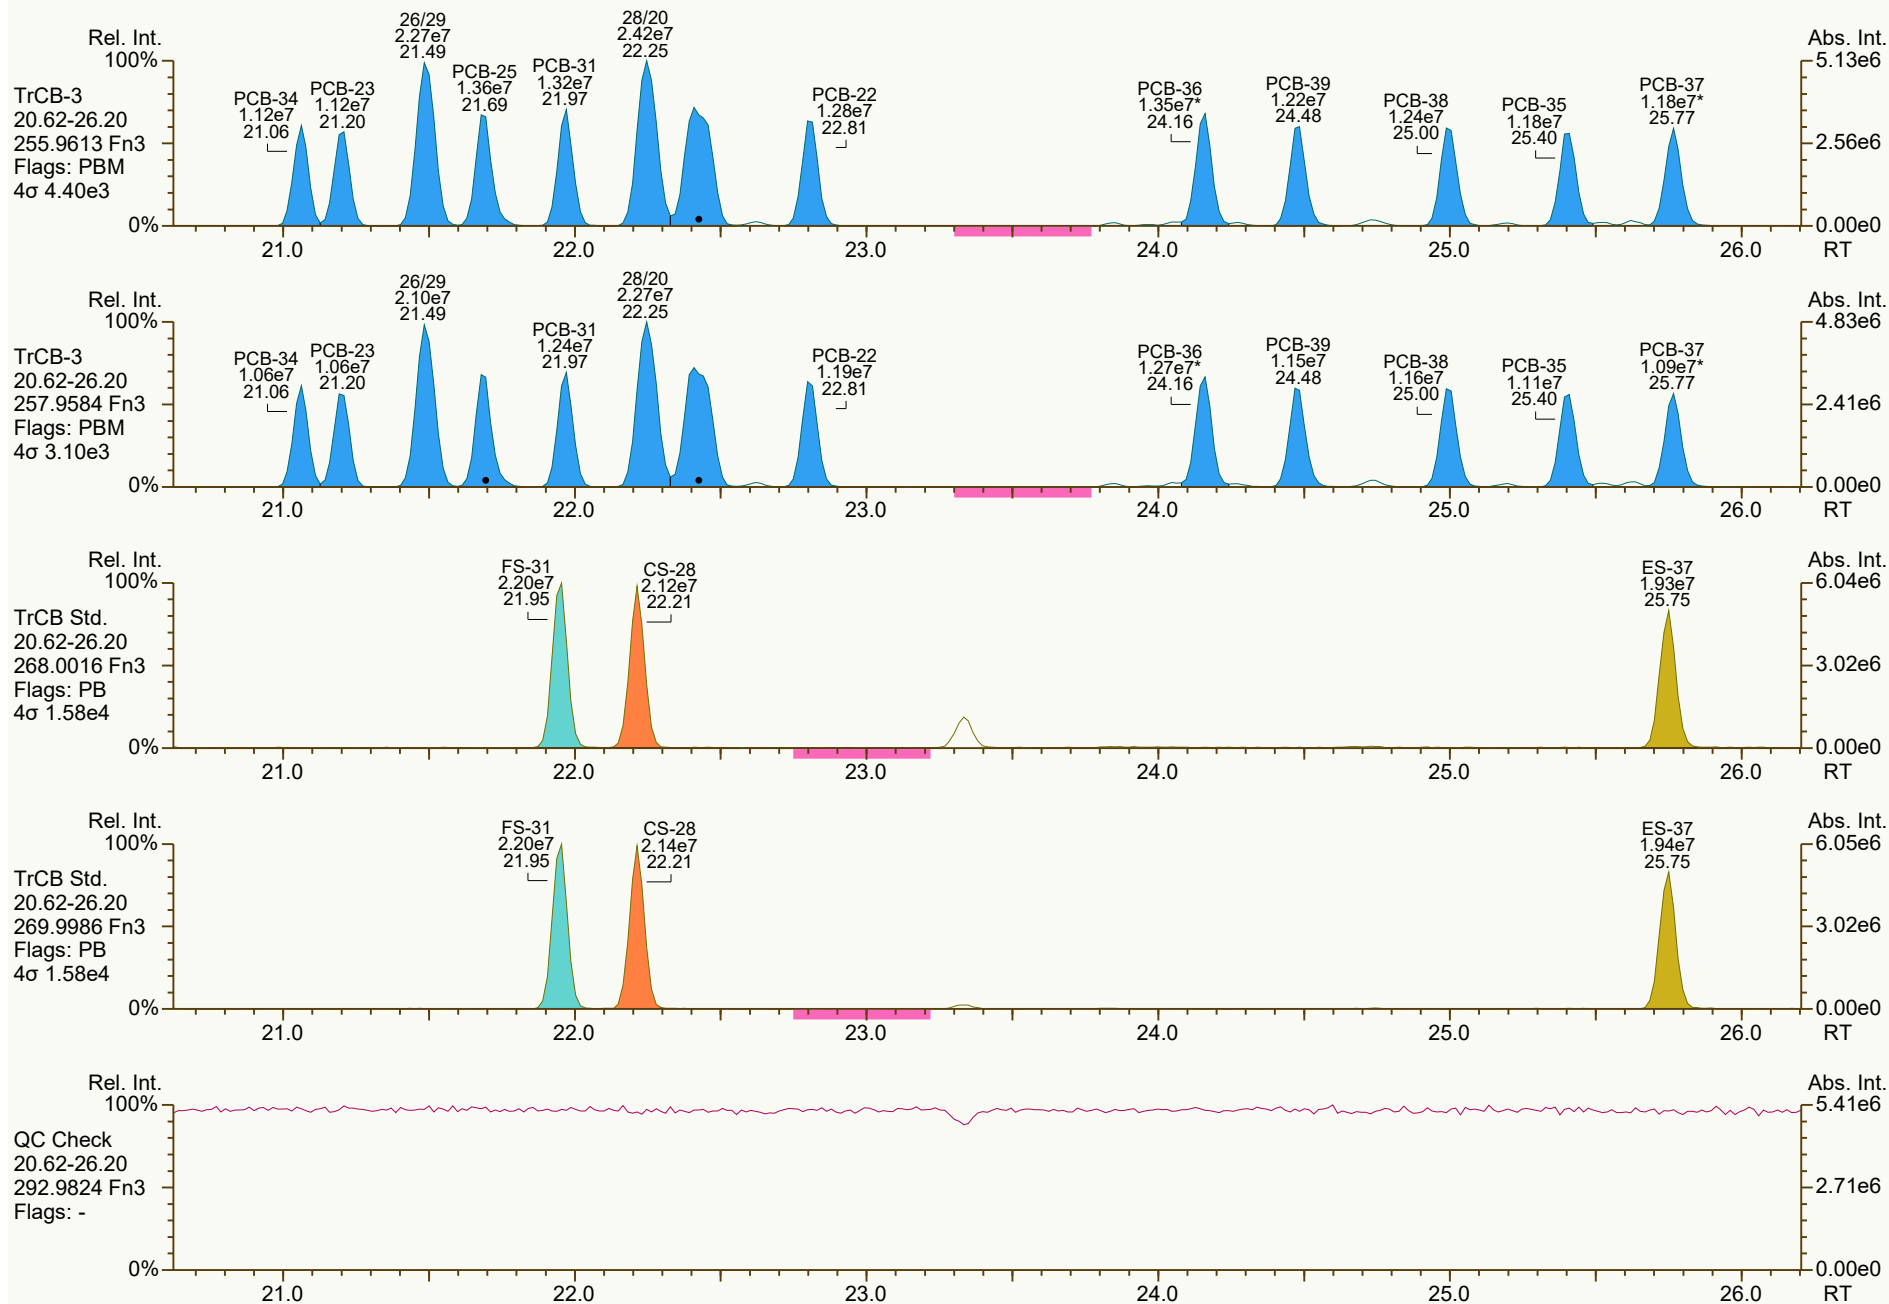 Rel. Int.
100%
0%
TrCB-3
20.62-26.20
255.9613 Fn3
Flags: PBM
4σ 4.40e3
PCB-34
1.12e7
21.06
PCB-23
1.12e7
21.20
26/29
2.27e7
21.49
PCB-25
1.36e7
21.69
PCB-31
1.32e7
21.97
28/20
2.42e7
22.25
PCB-22
1.28e7
22.81
PCB-36
1.35e7*
24.16
PCB-39
1.22e7
24.48
PCB-38
1.24e7
25.00
PCB-35
1.18e7
25.40
PCB-37
1.18e7*
25.77
Abs. Int.
5.13e6
2.56e6
0.00e0
21.0 22.0 23.0 24.0 25.0 26.0 RT
Rel. Int.
100%
0%
TrCB-3
20.62-26.20
257.9584 Fn3
Flags: PBM
4σ 3.10e3
PCB-34
1.06e7
21.06
PCB-23
1.06e7
21.20
26/29
2.10e7
21.49
PCB-31
1.24e7
21.97
28/20
2.27e7
22.25
PCB-22
1.19e7
22.81
PCB-36
1.27e7*
24.16
PCB-39
1.15e7
24.48
PCB-38
1.16e7
25.00
PCB-35
1.11e7
25.40
PCB-37
1.09e7*
25.77
Abs. Int.
4.83e6
2.41e6
0.00e0
21.0 22.0 23.0 24.0 25.0 26.0 RT
Rel. Int.
100%
0%
TrCB Std.
20.62-26.20
268.0016 Fn3
Flags: PB
4σ 1.58e4
FS-31
2.20e7
21.95
CS-28
2.12e7
22.21
ES-37
1.93e7
25.75
Abs. Int.
6.04e6
3.02e6
0.00e0
21.0 22.0 23.0 24.0 25.0 26.0 RT
Rel. Int.
100%
0%
TrCB Std.
20.62-26.20
269.9986 Fn3
Flags: PB
4σ 1.58e4
FS-31
2.20e7
21.95
CS-28
2.14e7
22.21
ES-37
1.94e7
25.75
Abs. Int.
6.05e6
3.02e6
0.00e0
21.0 22.0 23.0 24.0 25.0 26.0 RT
Rel. Int.
100%
0%
QC Check
20.62-26.20
292.9824 Fn3
Flags: -
Abs. Int.
5.41e6
2.71e6
0.00e0
21.0 22.0 23.0 24.0 25.0 26.0 RT